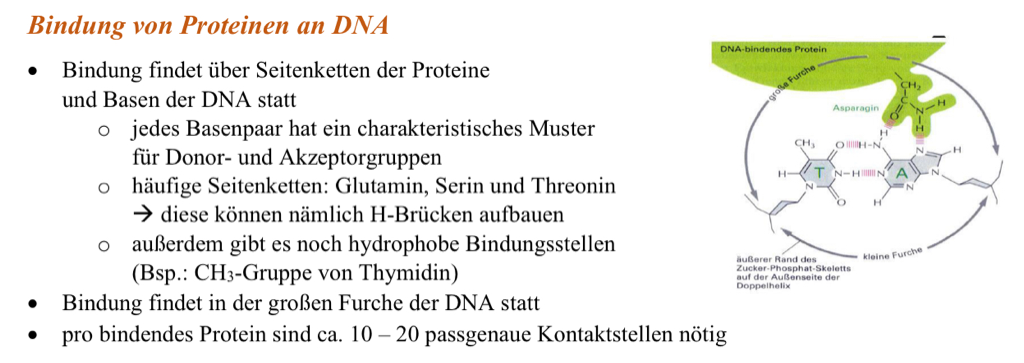 Bindung von Proteinen an DNA
• Bindung findet über Seitenketten der Proteine
und Basen der DNA statt
o jedes Basenpaar hat ein charakteristisches Muster
für Donor- und Akzeptorgruppen
o häufige Seitenketten: Glutamin, Serin und Threonin
→ diese können nämlich H-Brücken aufbauen
o außerdem gibt es noch hydrophobe Bindungsstellen
(Bsp.: CH₃-Gruppe von Thymidin)
• Bindung findet in der großen Furche der DNA statt
• pro bindendes Protein sind ca. 10 – 20 passgenaue Kontaktstellen nötig
DNA-bindendes Protein
große Furche
CH₂
Asparagin
C
O
N
H
H
H
CH₃
O
H-N
N
H
H
T
N-H
N
A
N
N
O
N
H
kleine Furche
äußerer Rand des
Zucker-Phosphat-Skeletts
auf der Außenseite der
Doppelhelix